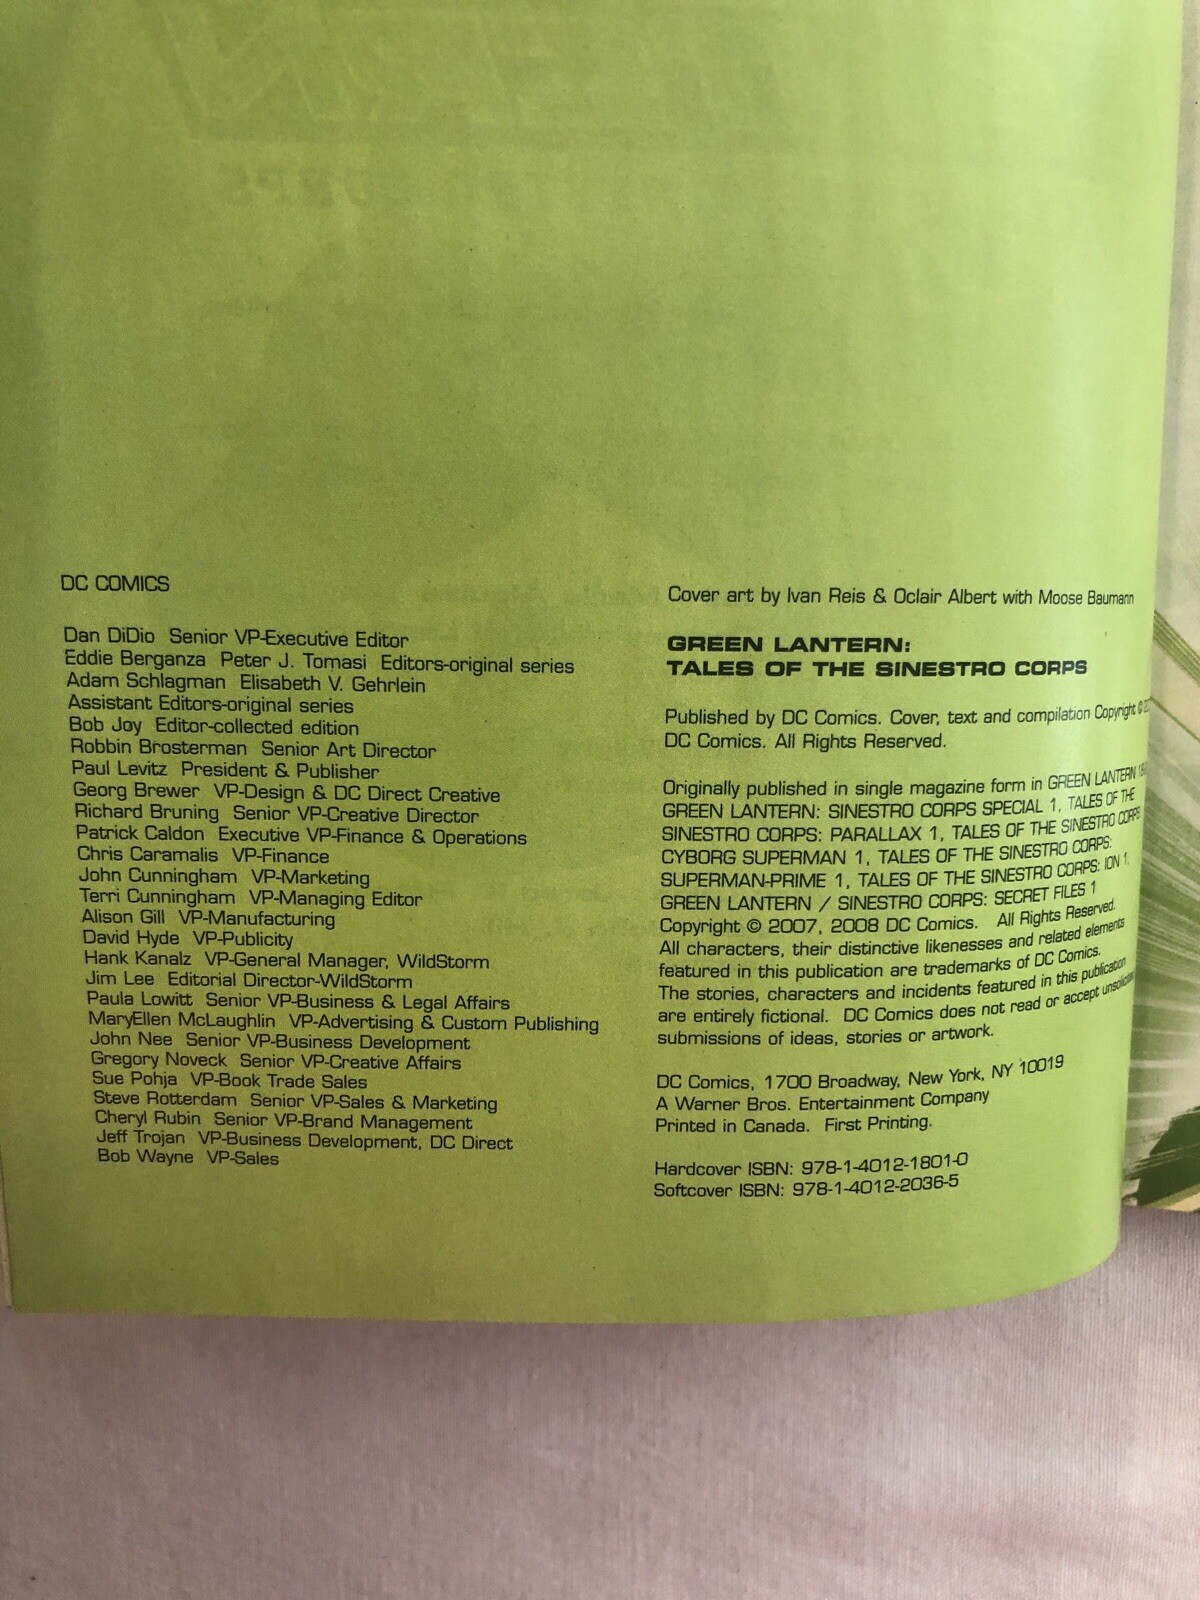 DC COMICS
Dan DiDio Senior VP-Executive Editor
Eddie Berganza Peter J. Tomasi Editors-original series
Adam Schlagman Elisabeth V. Gehrlein
Assistant Editors-original series
Bob Joy Editor-collected edition
Robbin Brosterman Senior Art Director
Paul Levitz President & Publisher
Georg Brewer VP-Design & DC Direct Creative
Richard Bruning Senior VP-Creative Director
Patrick Caldon Executive VP-Finance & Operations
Chris Caramalis VP-Finance
John Cunningham VP-Marketing
Terri Cunningham VP-Managing Editor
Alison Gill VP-Manufacturing
David Hyde VP-Publicity
Hank Kanalz VP-General Manager, WildStorm
Jim Lee Editorial Director-WildStorm
Paula Lowitt Senior VP-Business & Legal Affairs
MaryEllen McLaughlin VP-Advertising & Custom Publishing
John Nee Senior VP-Business Development
Gregory Noveck Senior VP-Creative Affairs
Sue Pohja VP-Book Trade Sales
Steve Rotterdam Senior VP-Sales & Marketing
Cheryl Rubin Senior VP-Brand Management
Jeff Trojan VP-Business Development, DC Direct
Bob Wayne VP-Sales
Cover art by Ivan Reis & Oclair Albert with Moose Baumann
GREEN LANTERN:
TALES OF THE SINESTRO CORPS
Published by DC Comics. Cover, text and compilation Copyright ©
DC Comics. All Rights Reserved.
Originally published in single magazine form in GREEN LANTERN
GREEN LANTERN: SINESTRO CORPS SPECIAL 1, TALES OF THE
SINESTRO CORPS: PARALLAX 1, TALES OF THE SINESTRO CORPS
CYBORG SUPERMAN 1, TALES OF THE SINESTRO CORPS:
SUPERMAN-PRIME 1, TALES OF THE SINESTRO CORPS: ION 1,
GREEN LANTERN / SINESTRO CORPS: SECRET FILES 1
Copyright © 2007, 2008 DC Comics. All Rights Reserved.
All characters, their distinctive likenesses and related elements
featured in this publication are trademarks of DC Comics.
The stories, characters and incidents featured in this publication
are entirely fictional. DC Comics does not read or accept
submissions of ideas, stories or artwork.
DC Comics, 1700 Broadway, New York, NY 10019
A Warner Bros. Entertainment Company
Printed in Canada. First Printing.
Hardcover ISBN: 978-1-4012-1801-0
Softcover ISBN: 978-1-4012-2036-5